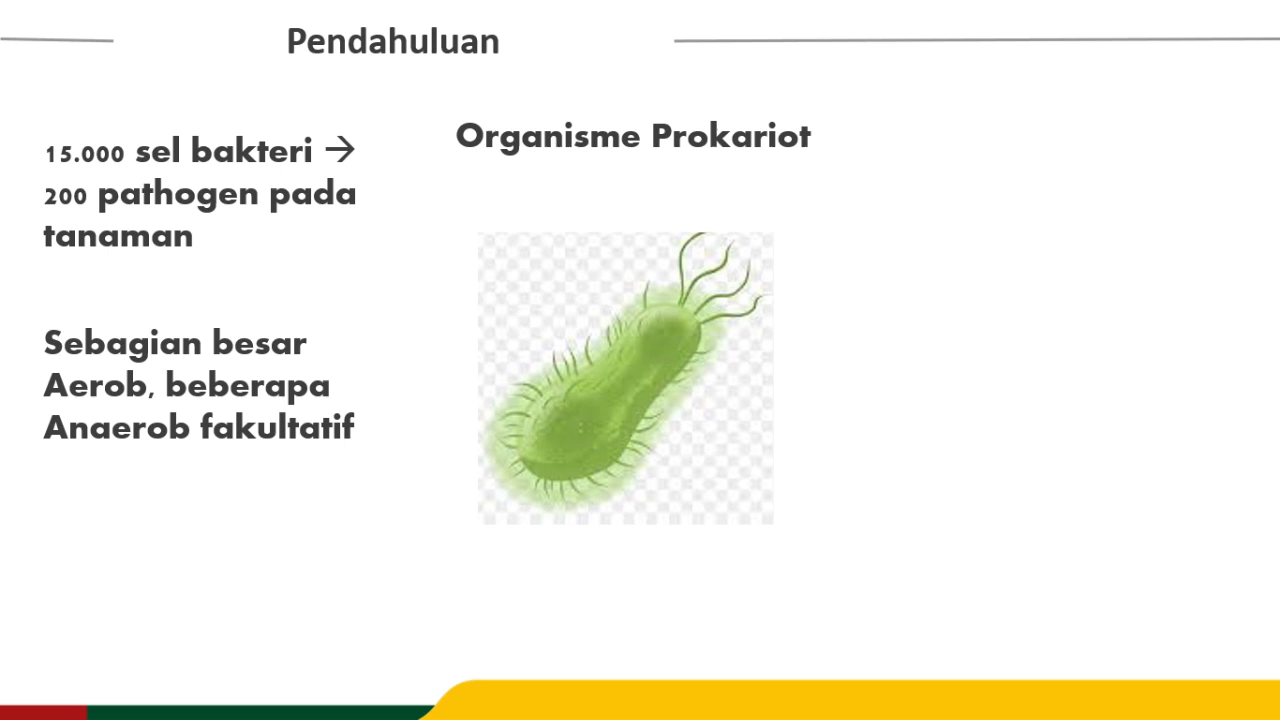 Pendahuluan
15.000 sel bakteri →
200 pathogen pada
tanaman
Sebagian besar
Aerob, beberapa
Anaerob fakultatif
Organisme Prokariot